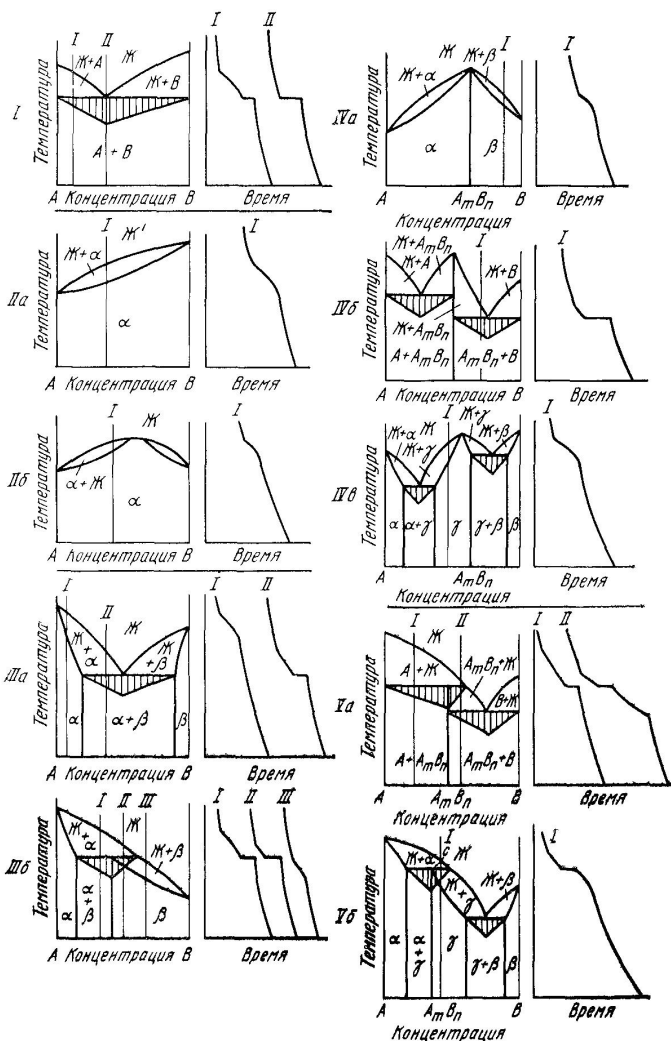 I
Температура
I II
Ж
Ж+A
Ж+B
A + B
A Концентрация B
I II
Время
IIа
Температура
I
Ж'
Ж+α
α
A Концентрация B
I
Время
IIб
Температура
I
Ж
α+Ж
α
A Концентрация B
I
Время
IIIа
Температура
I
II
Ж
Ж+α
Ж+β
α
α+β
β
A Концентрация B
I II
Время
IIIб
Температура
I II III
Ж
Ж+α
Ж+β
α
β+α
β
A Концентрация B
I II III
Время
IVа
Температура
Ж Ж+β
I
Ж+α
α
β
A AmBn B
Концентрация
I
Время
IVб
Температура
Ж+AmBn
Ж+A
I
Ж+B
Ж+AmBn
A+AmBn
AmBn+B
A B
Концентрация
I
Время
IVв
Температура
Ж+γ
Ж+α Ж I
Ж+γ
Ж+β
α α+γ γ γ+β β
A AmBn B
Концентрация
I
Время
Vа
Температура
I II
Ж
A+Ж
AmBn+Ж
B+Ж
A+AmBn
AmBn+B
A AmBn B
Концентрация
I II
Время
Vб
Температура
I
c
Ж
Ж+α
Ж+γ
Ж+β
α
α+γ
γ
γ+β
β
A AmBn B
Концентрация
I
Время